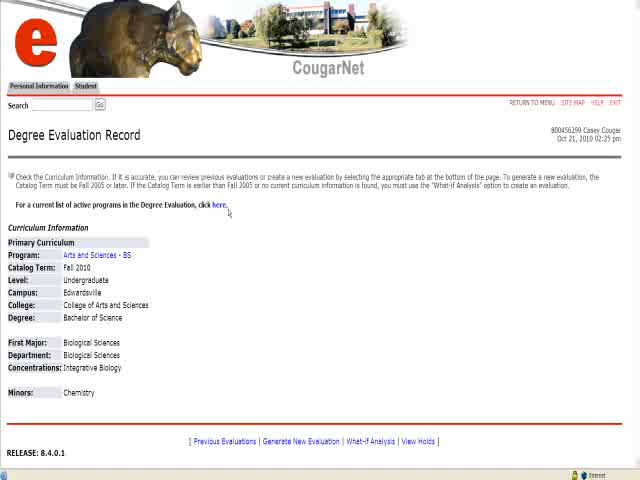 e
CougarNet
Personal Information Student
Search Go
RETURN TO MENU SITE MAP HELP EXIT
Degree Evaluation Record
800456299 Casey Cougar
Oct 21, 2010 02:25 pm
Check the Curriculum Information. If it is accurate, you can review previous evaluations or create a new evaluation by selecting the appropriate tab at the bottom of the page. To generate a new evaluation, the
Catalog Term must be Fall 2005 or later. If the Catalog Term is earlier than Fall 2005 or no current curriculum information is found, you must use the "What-if Analysis" option to create an evaluation.
For a current list of active programs in the Degree Evaluation, click here.
Curriculum Information
Primary Curriculum
Program: Arts and Sciences - BS
Catalog Term: Fall 2010
Level: Undergraduate
Campus: Edwardsville
College: College of Arts and Sciences
Degree: Bachelor of Science
First Major: Biological Sciences
Department: Biological Sciences
Concentrations: Integrative Biology
Minors: Chemistry
[ Previous Evaluations | Generate New Evaluation | What-if Analysis | View Holds ]
RELEASE: 8.4.0.1
Internet